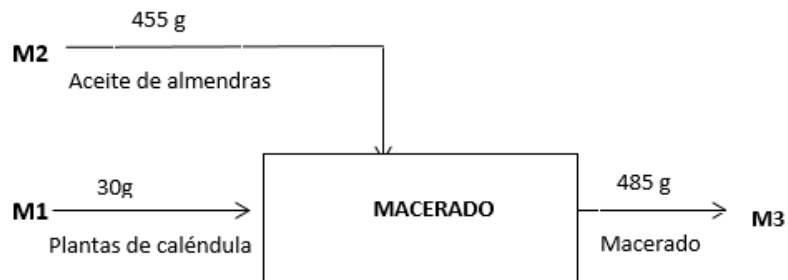 455 g
M2
Aceite de almendras
30g
M1
Plantas de caléndula
MACERADO
485 g
Macerado
M3